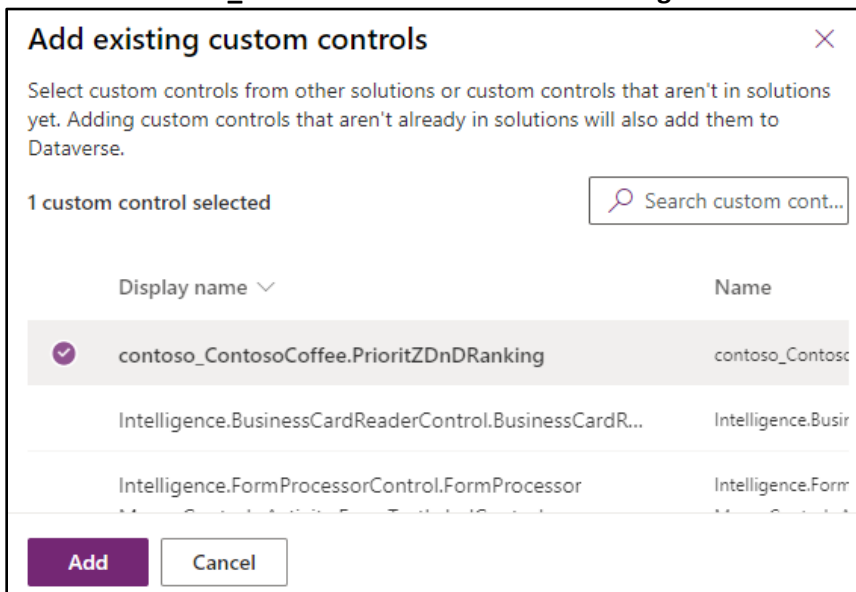 Add existing custom controls
Select custom controls from other solutions or custom controls that aren't in solutions
yet. Adding custom controls that aren't already in solutions will also add them to
Dataverse.
1 custom control selected
Search custom cont...
Display name
Name
contoso_ContosoCoffee.PrioritZDnDRanking
contoso_Contoso
Intelligence.BusinessCardReaderControl.BusinessCardR...
Intelligence.Busin
Intelligence.FormProcessorControl.FormProcessor
Intelligence.Form
Add
Cancel